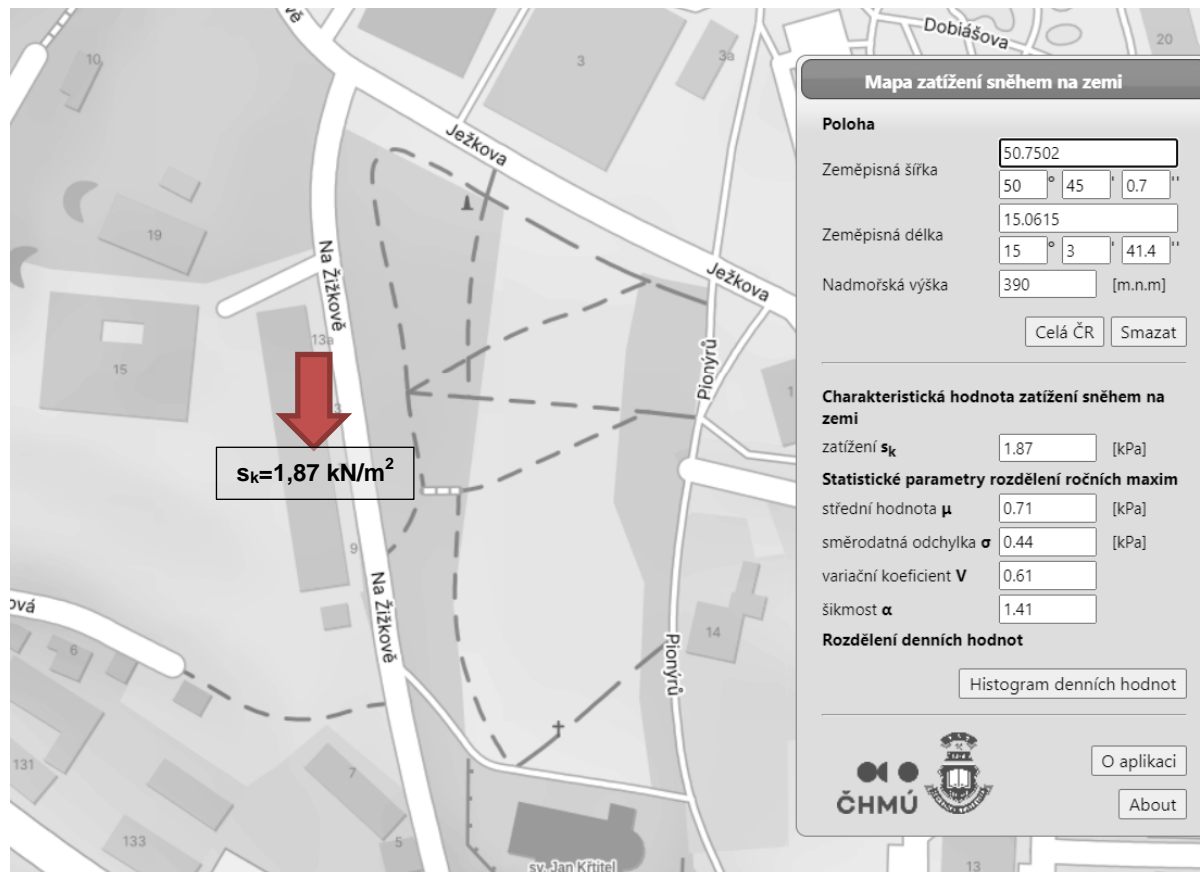 ově
10
Dobiášova
20
3
3a
Ježkova
19
Na Žižkově
Ježkova
13a
15
3
Pionýrů
1
s_k=1,87 kN/m²
9
Na Žižkově
ová
6
14
Pionýrů
131
7
133
5
sv. Jan Křtitel
13
Mapa zatížení sněhem na zemi
Poloha
Zeměpisná šířka 50.7502
50 ° 45 ' 0.7 ''
Zeměpisná délka 15.0615
15 ° 3 ' 41.4 ''
Nadmořská výška 390 [m.n.m]
Celá ČR Smazat
Charakteristická hodnota zatížení sněhem na
zemi
zatížení s_k 1.87 [kPa]
Statistické parametry rozdělení ročních maxim
střední hodnota μ 0.71 [kPa]
směrodatná odchylka σ 0.44 [kPa]
variační koeficient V 0.61
šikmost α 1.41
Rozdělení denních hodnot
Histogram denních hodnot
ČHMÚ
O aplikaci
About